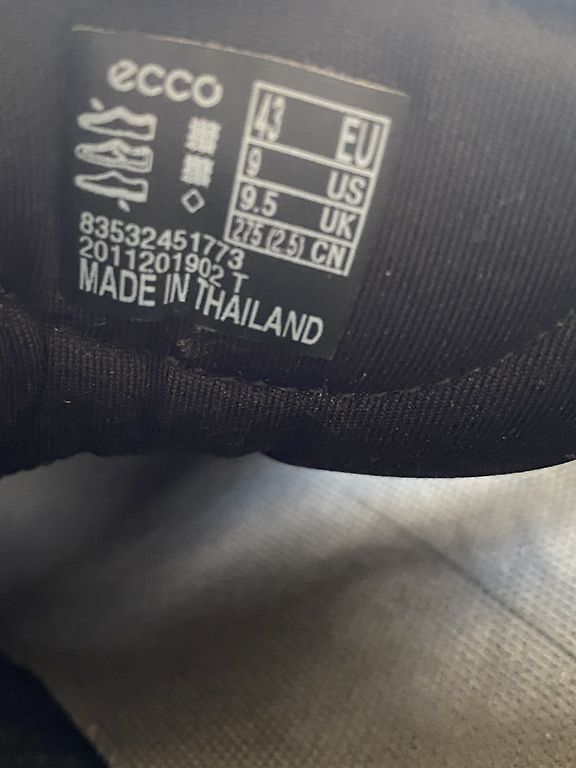 ecco
43 EU
9 US
9.5 UK
275 (2.5) CN
83532451773
2011201902 T
MADE IN THAILAND